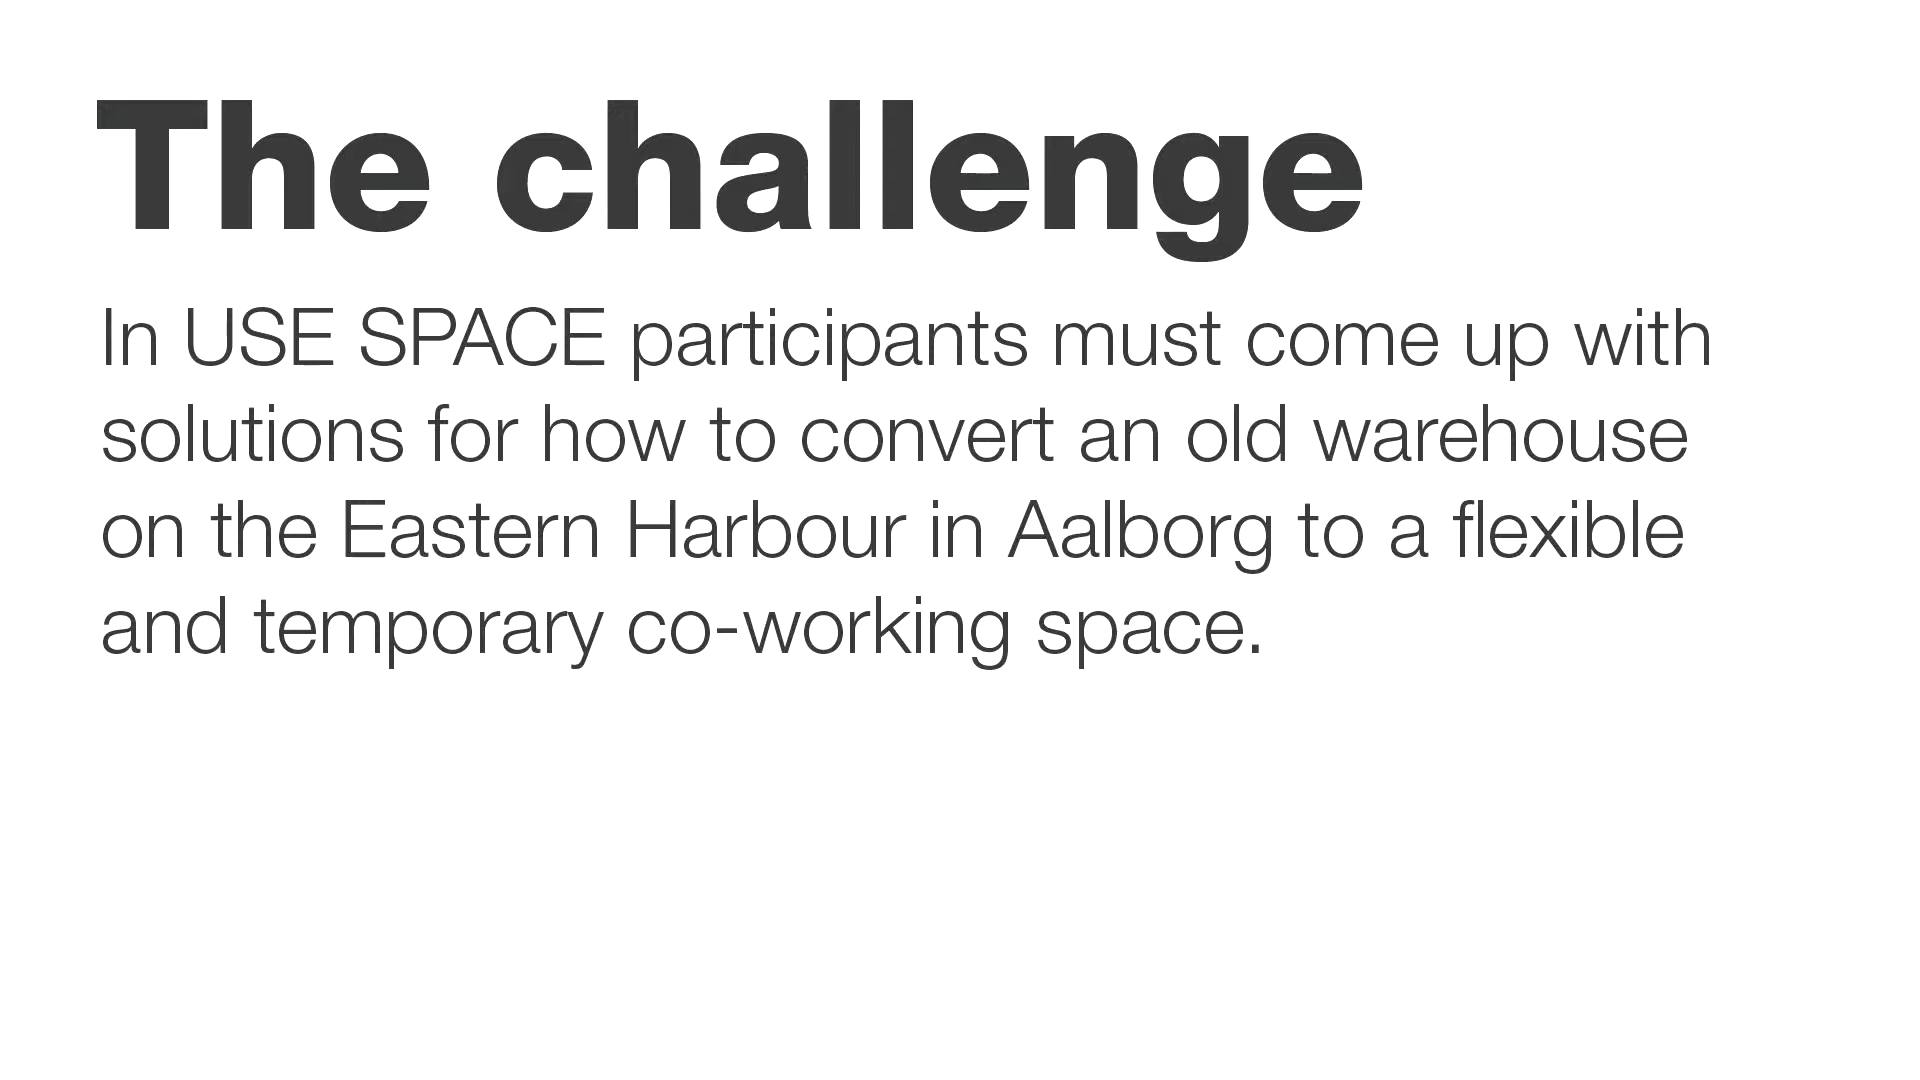 The challenge
In USE SPACE participants must come up with
solutions for how to convert an old warehouse
on the Eastern Harbour in Aalborg to a flexible
and temporary co-working space.